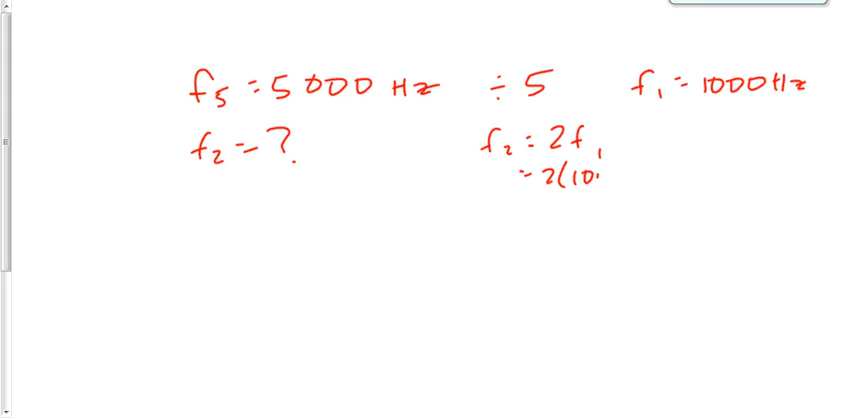 f₅ = 5000 Hz ÷ 5 f₁ = 1000 Hz
f₂ = ? f₂ = 2f₁
= 2(10